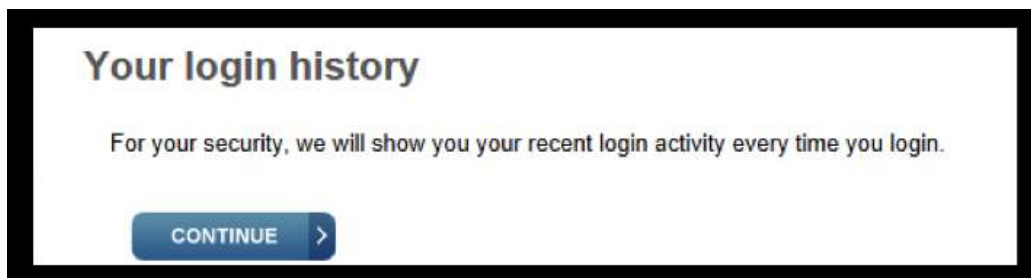 Your login history
For your security, we will show you your recent login activity every time you login.
CONTINUE